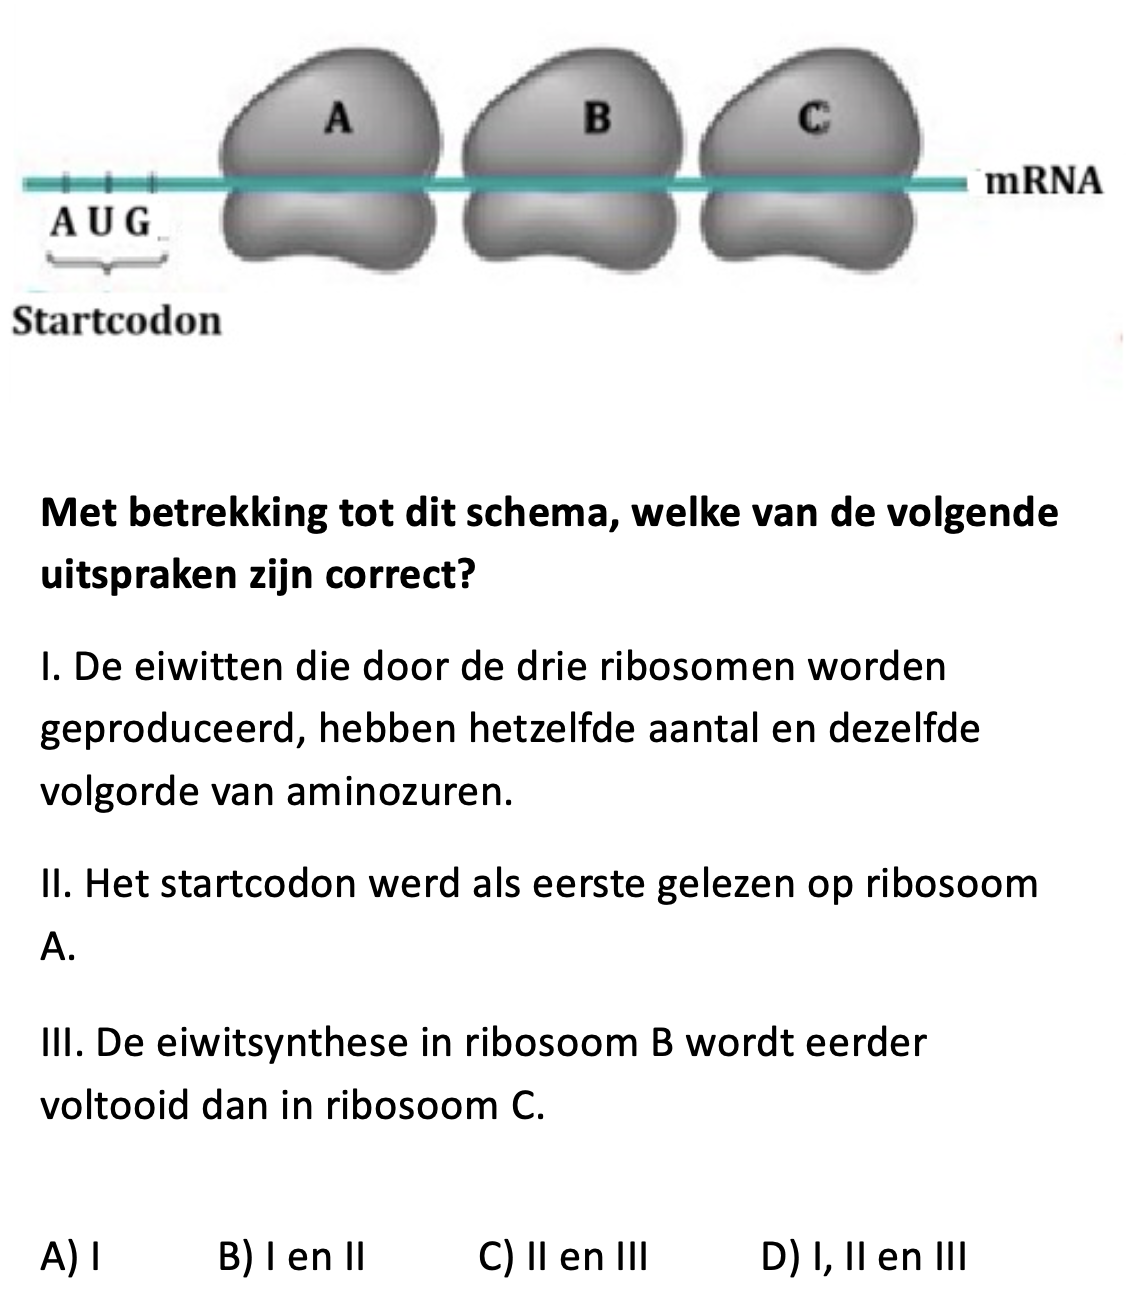 A B C
mRNA
A U G
Startcodon
Met betrekking tot dit schema, welke van de volgende
uitspraken zijn correct?
I. De eiwitten die door de drie ribosomen worden
geproduceerd, hebben hetzelfde aantal en dezelfde
volgorde van aminozuren.
II. Het startcodon werd als eerste gelezen op ribosoom
A.
III. De eiwitsynthese in ribosoom B wordt eerder
voltooid dan in ribosoom C.
A) I B) I en II C) II en III D) I, II en III